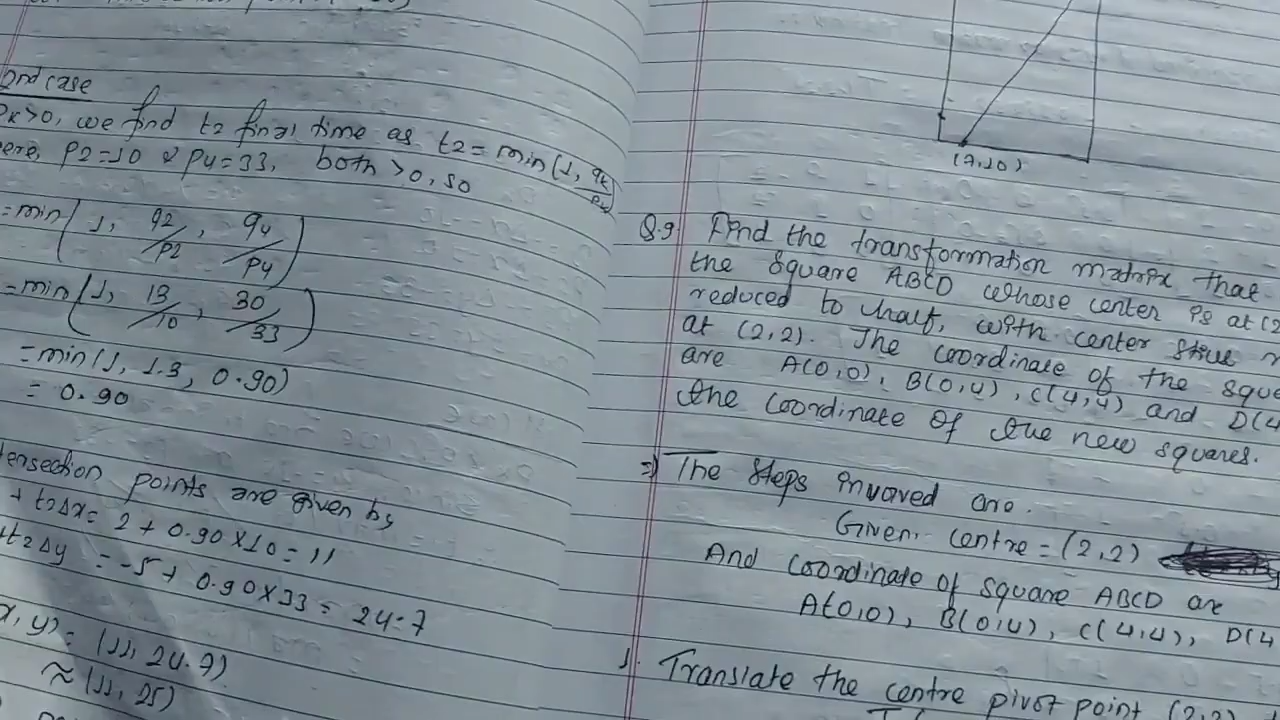 2nd case
Pk>0, we find t2 final time as t2 = min(1, qk/pk)
P2=10 & P4=33, both >0, so
=min(1, q2/P2, q4/P4)
=min(1, 13/10, 30/33)
=min(1, 1.3, 0.90)
= 0.90
points are given by
+ t2Δx = 2 + 0.90×10 = 11
+t2Δy = -5+ 0.90×33 = 24.7
x, y) = (11, 24.7)
≈ (11, 25)
(7,10)
Q.9 Find the transformation matrix that
the square ABCD whose center is at (2
reduced to half, with center still
at (2,2). The coordinate of the squa
are A(0,0), B(0,4), C(4,4) and D(4
the coordinate of the new squares.
=) The steps invoved are.
Given, centre = (2,2)
And coordinate of square ABCD are
A(0,0), B(0,4), C(4,4), D(4
1. Translate the centre pivot point (2,2)